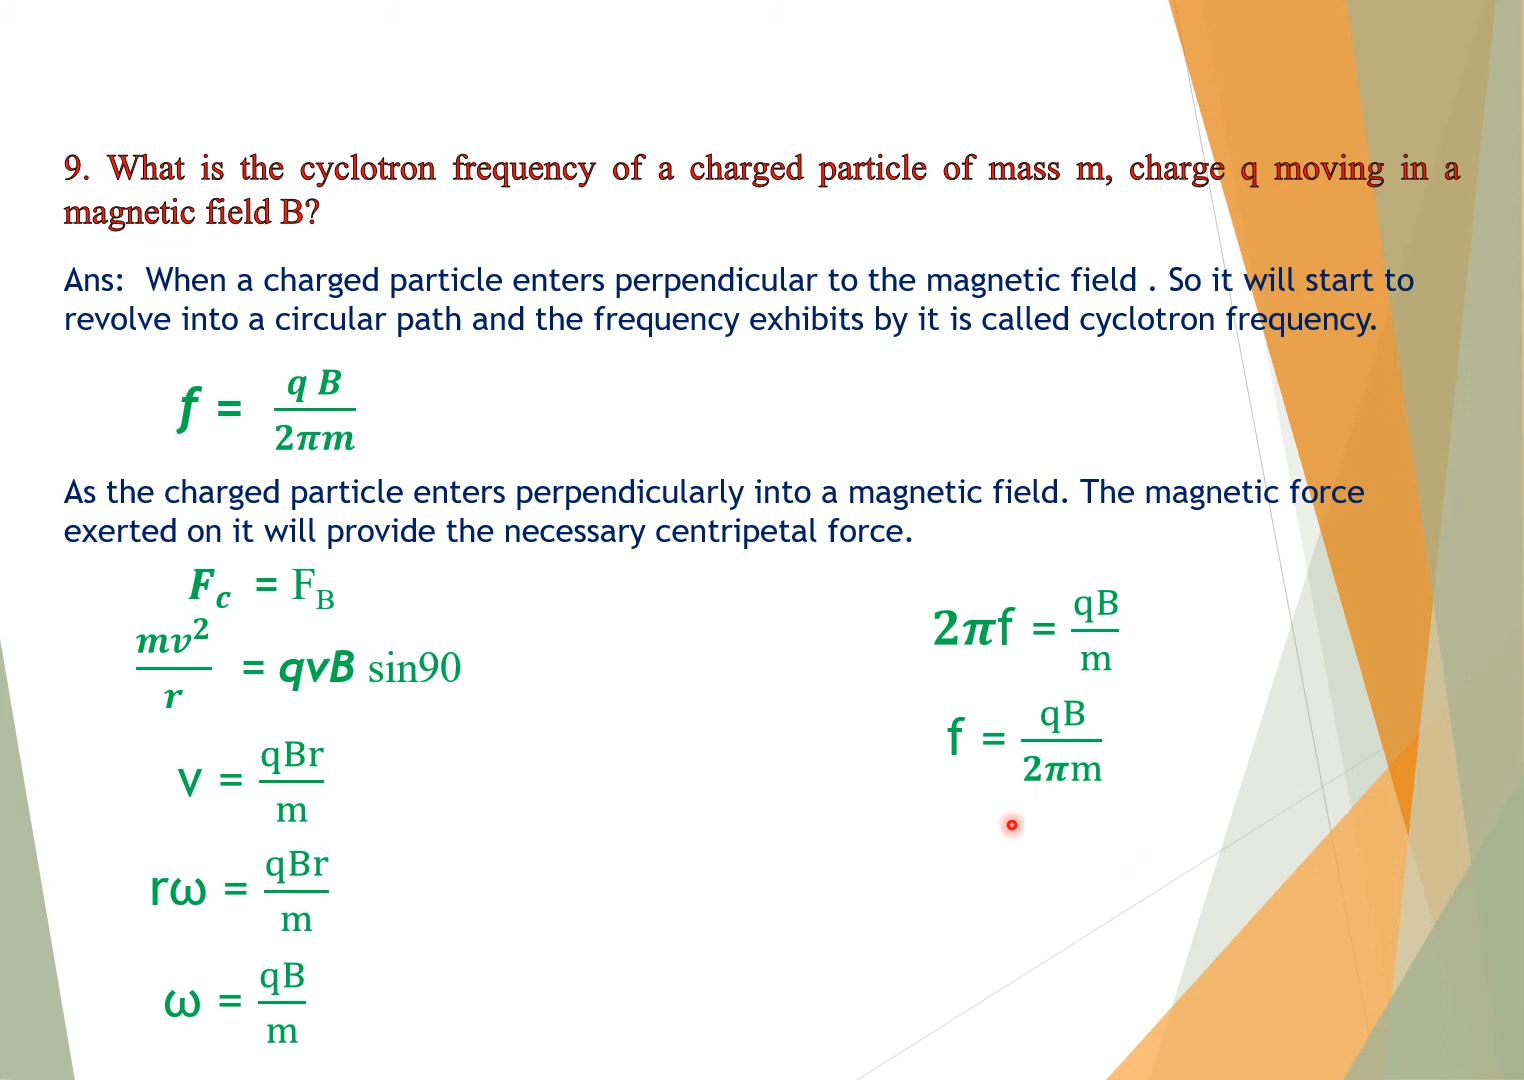 9. What is the cyclotron frequency of a charged particle of mass m, charge q moving in a
magnetic field B?
Ans: When a charged particle enters perpendicular to the magnetic field . So it will start to
revolve into a circular path and the frequency exhibits by it is called cyclotron frequency.
f = q B / 2πm
As the charged particle enters perpendicularly into a magnetic field. The magnetic force
exerted on it will provide the necessary centripetal force.
F_c = F_B
mv² / r = qvB sin90
v = qBr / m
rω = qBr / m
ω = qB / m
2πf = qB / m
f = qB / 2πm